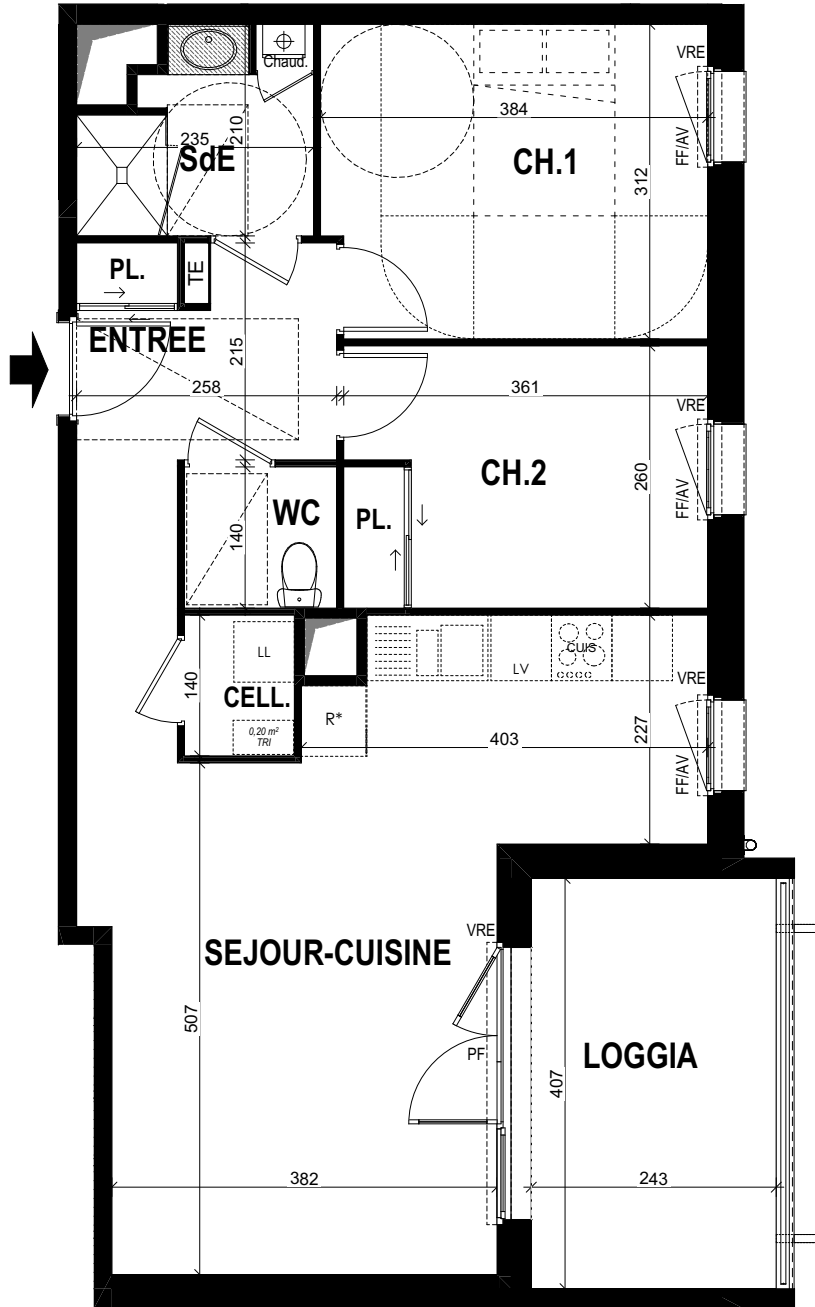 Chaud.
VRE
384
FF/AV
210
235
SdE
CH.1
312
PL.
TE
ENTREE
215
258
361
VRE
FF/AV
CH.2
260
WC
PL.
140
LL
CUIS
LV
CELL.
140
0,20 m²
TRI
R*
403
227
VRE
FF/AV
VRE
SEJOUR-CUISINE
507
PF
LOGGIA
407
382
243